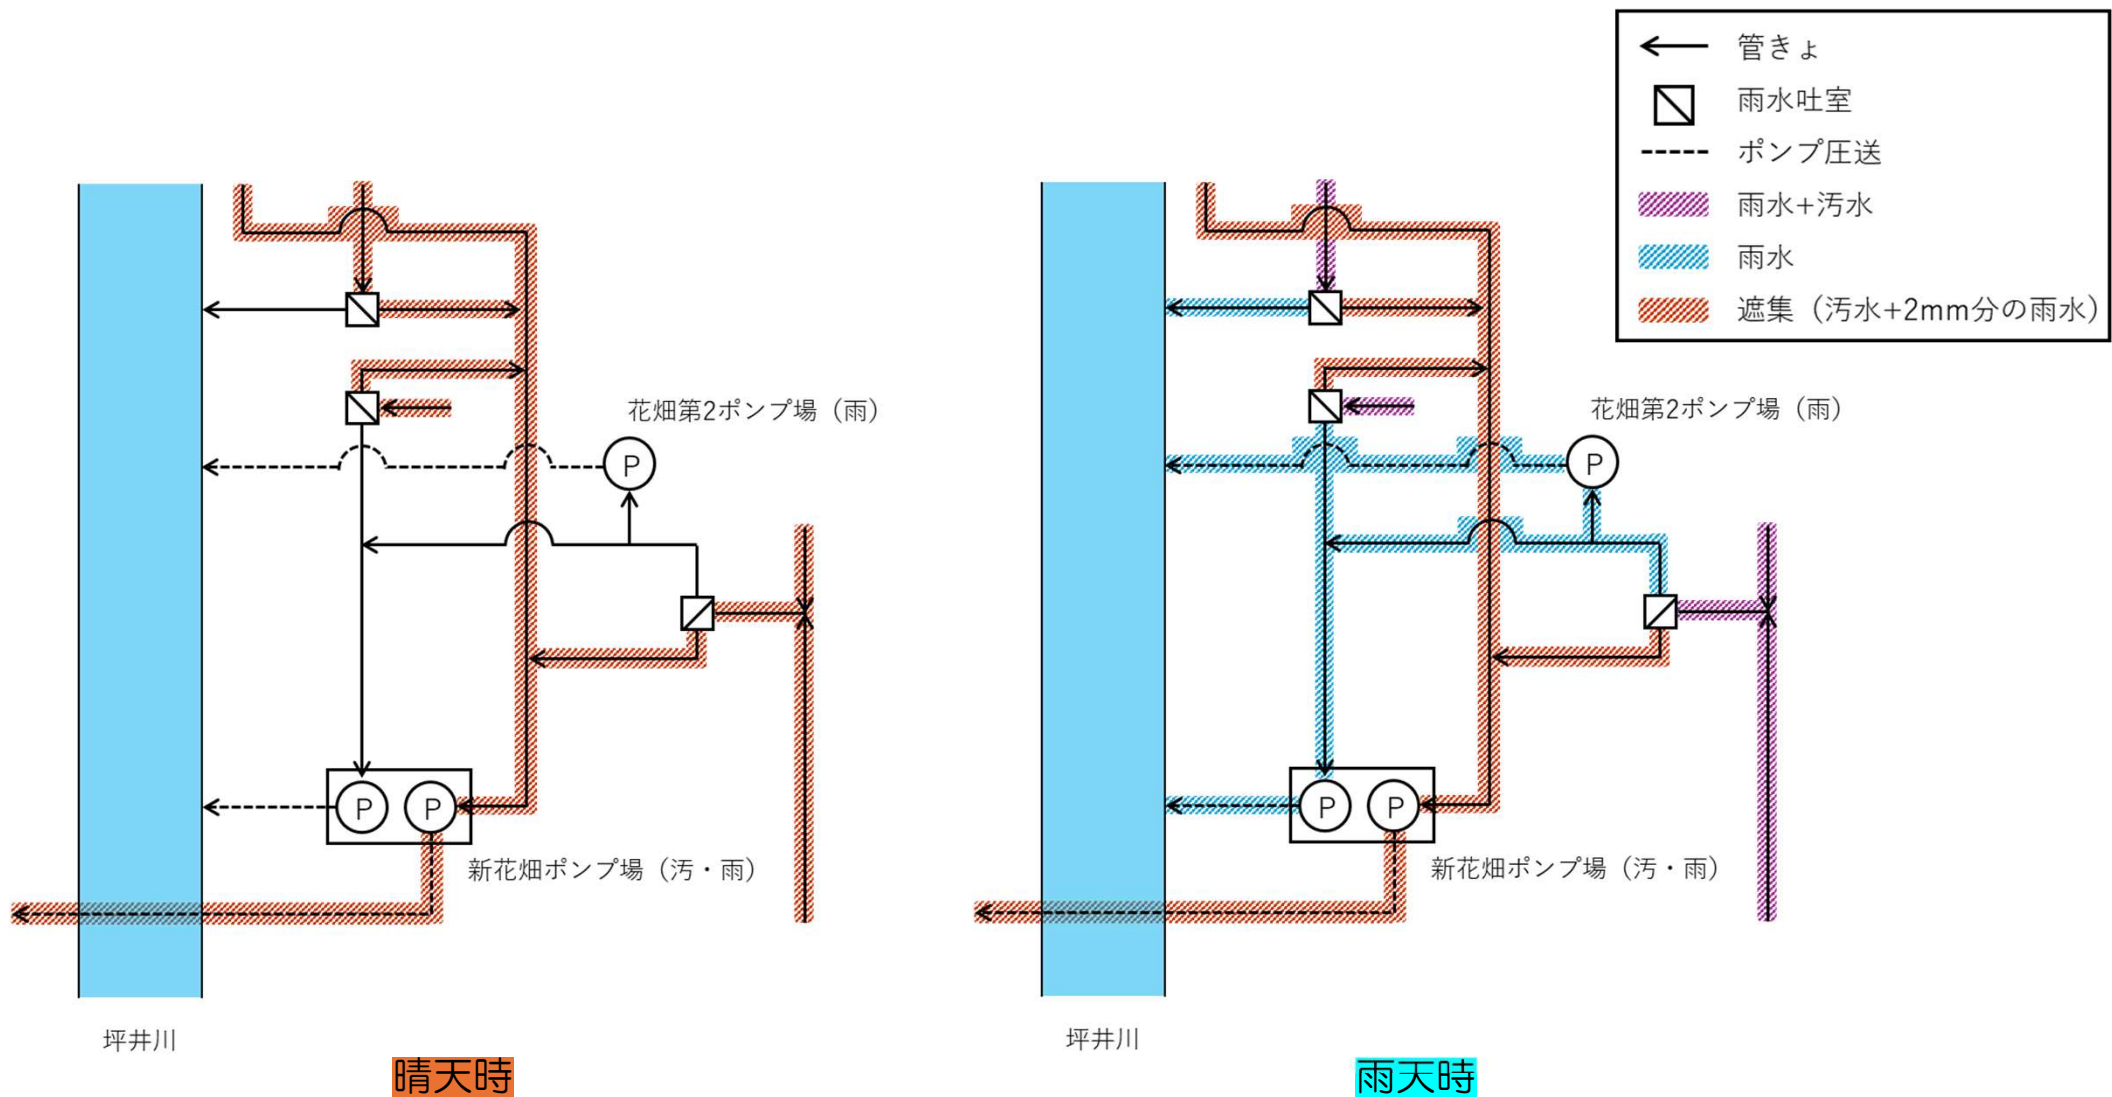 管きょ
雨水吐室
ポンプ圧送
雨水+汚水
雨水
遮集（汚水+2mm分の雨水）
花畑第2ポンプ場（雨）
P
P
P
新花畑ポンプ場（汚・雨）
坪井川
晴天時
花畑第2ポンプ場（雨）
P
P
P
新花畑ポンプ場（汚・雨）
坪井川
雨天時